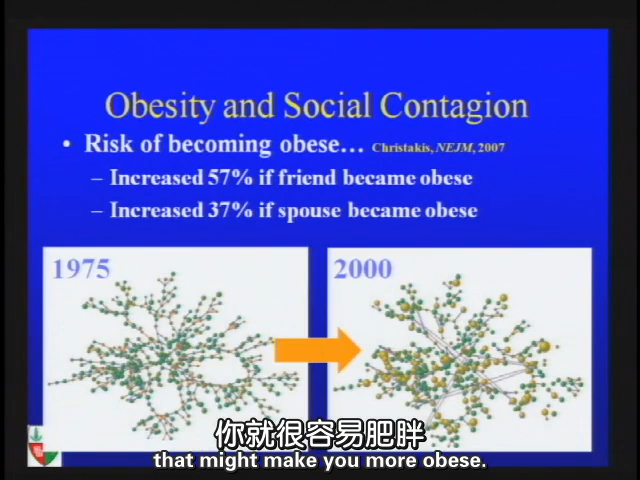 Obesity and Social Contagion
• Risk of becoming obese... Christakis, NEJM, 2007
– Increased 57% if friend became obese
– Increased 37% if spouse became obese
1975
2000
你就很容易肥胖
that might make you more obese.